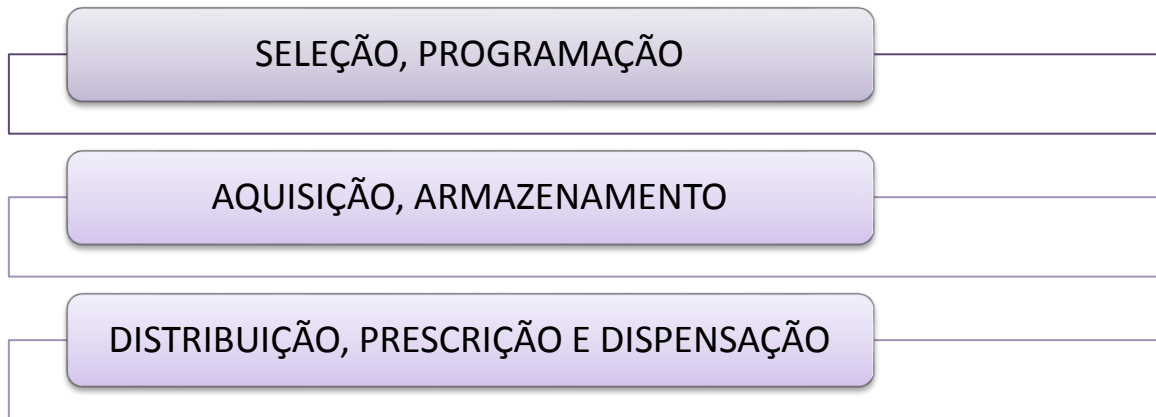 SELEÇÃO, PROGRAMAÇÃO
AQUISIÇÃO, ARMAZENAMENTO
DISTRIBUIÇÃO, PRESCRIÇÃO E DISPENSAÇÃO